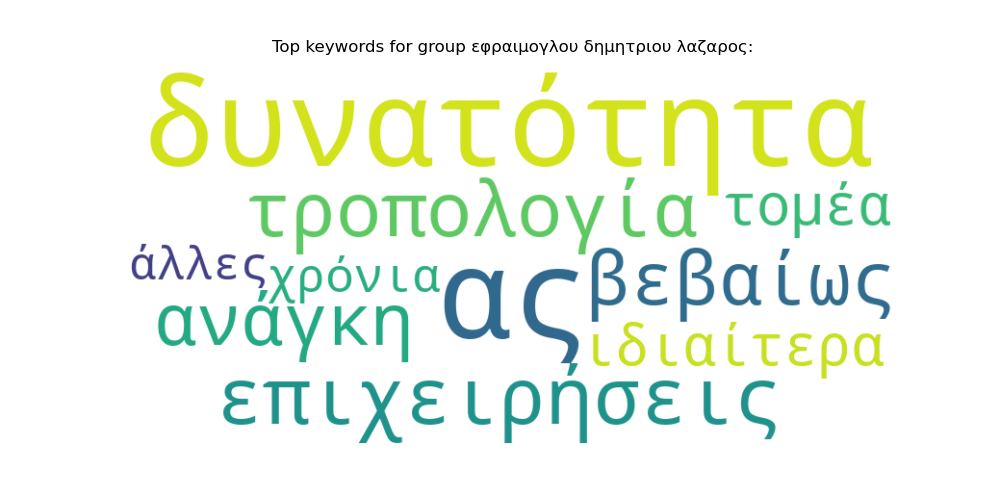 Top keywords for group εφραιμογλου δημητριου λαζαρος:
δυνατότητα
τροπολογία τομέα
άλλες χρόνια ας βεβαίως
ανάγκη ιδιαίτερα
επιχειρήσεις